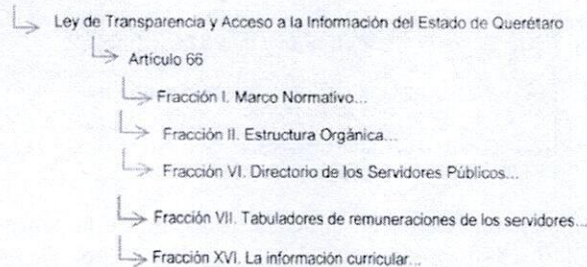 Ley de Transparencia y Acceso a la Información del Estado de Querétaro
Artículo 66
Fracción I. Marco Normativo...
Fracción II. Estructura Orgánica...
Fracción VI. Directorio de los Servidores Públicos...
Fracción VII. Tabuladores de remuneraciones de los servidores...
Fracción XVI. La información curricular...